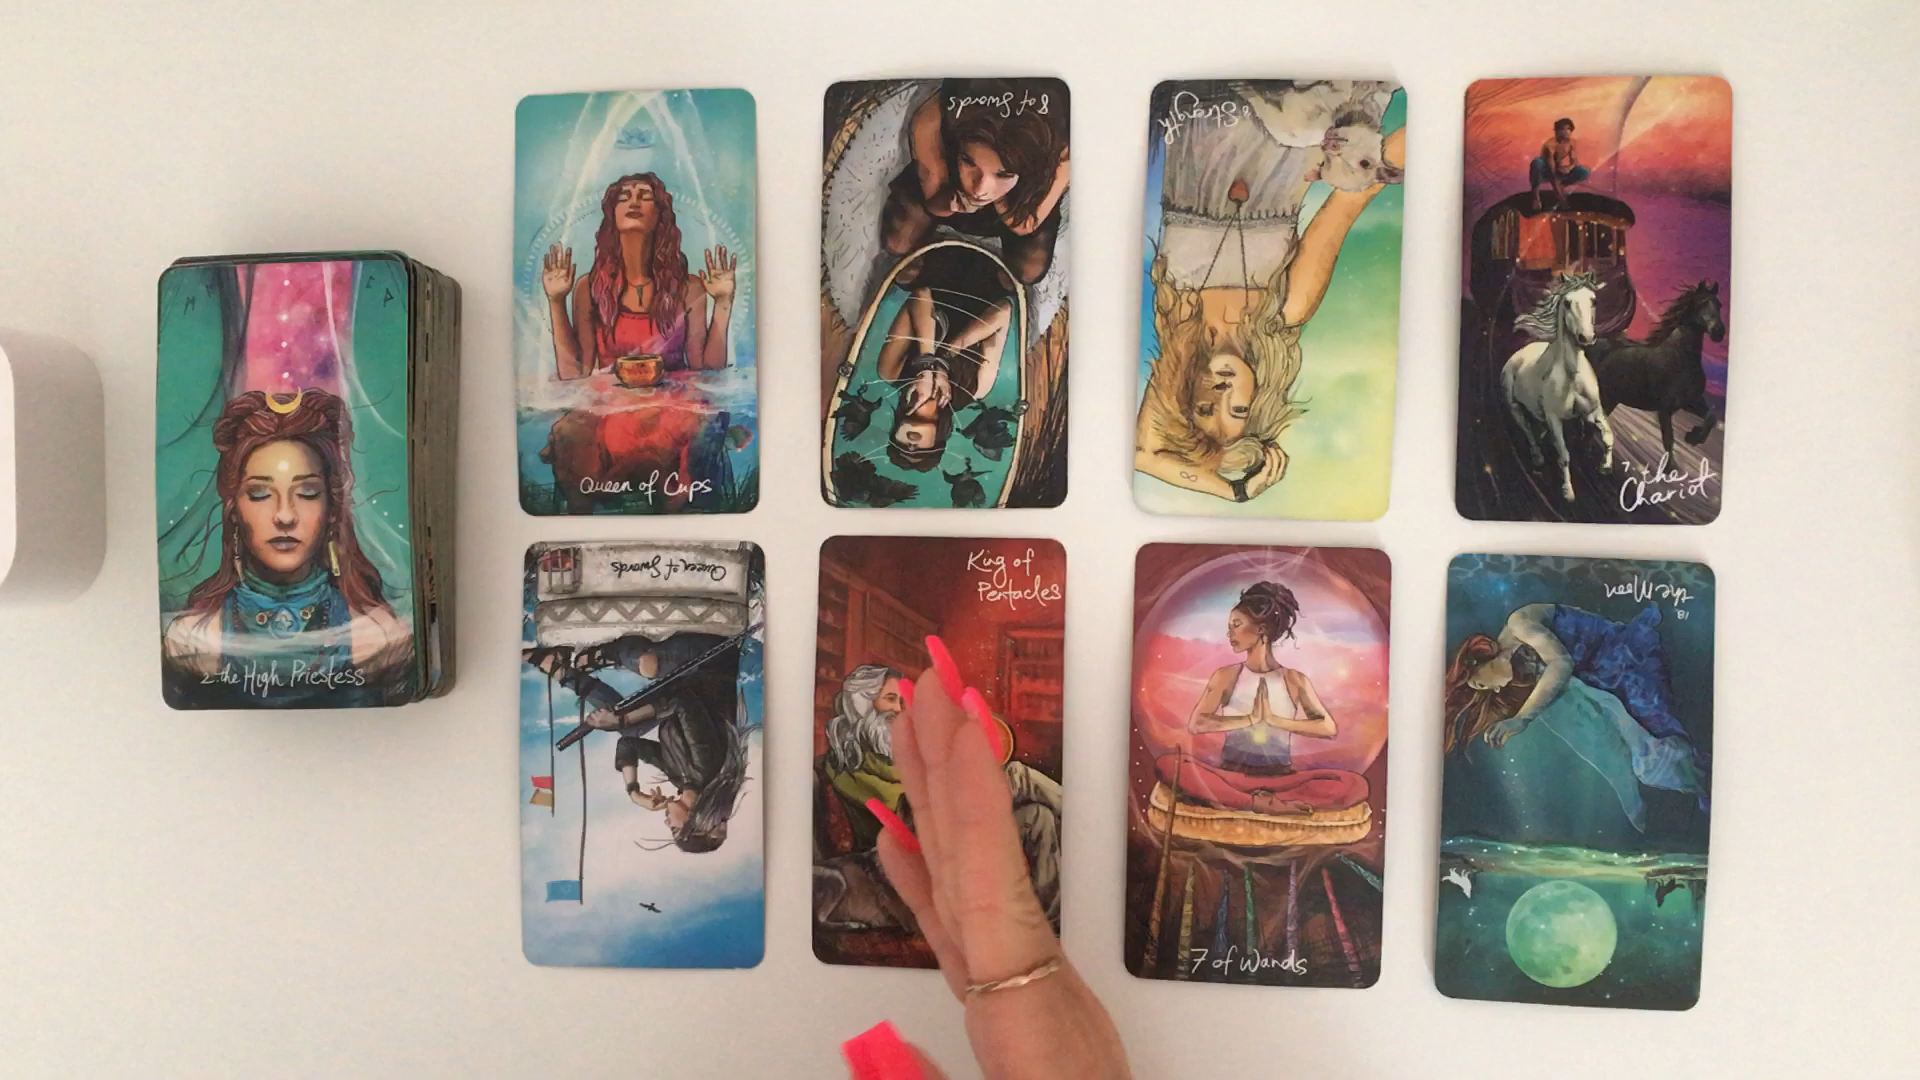 Queen of Cups
8 of Swords
8 Strength
7. the
Chariot
2. the High Priestess
Queen of Swords
King of
Pentacles
7 of Wands
18.
the Moon